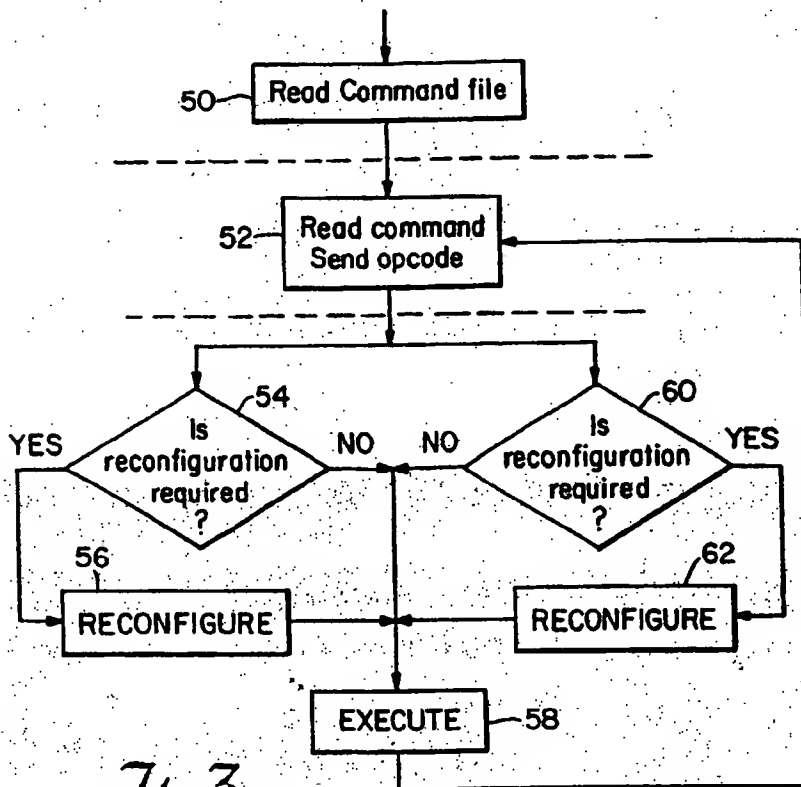 50
Read Command file
52
Read command
Send opcode
54
60
YES
Is
reconfiguration
required
?
NO
NO
Is
reconfiguration
required
?
YES
56
RECONFIGURE
62
RECONFIGURE
EXECUTE
58